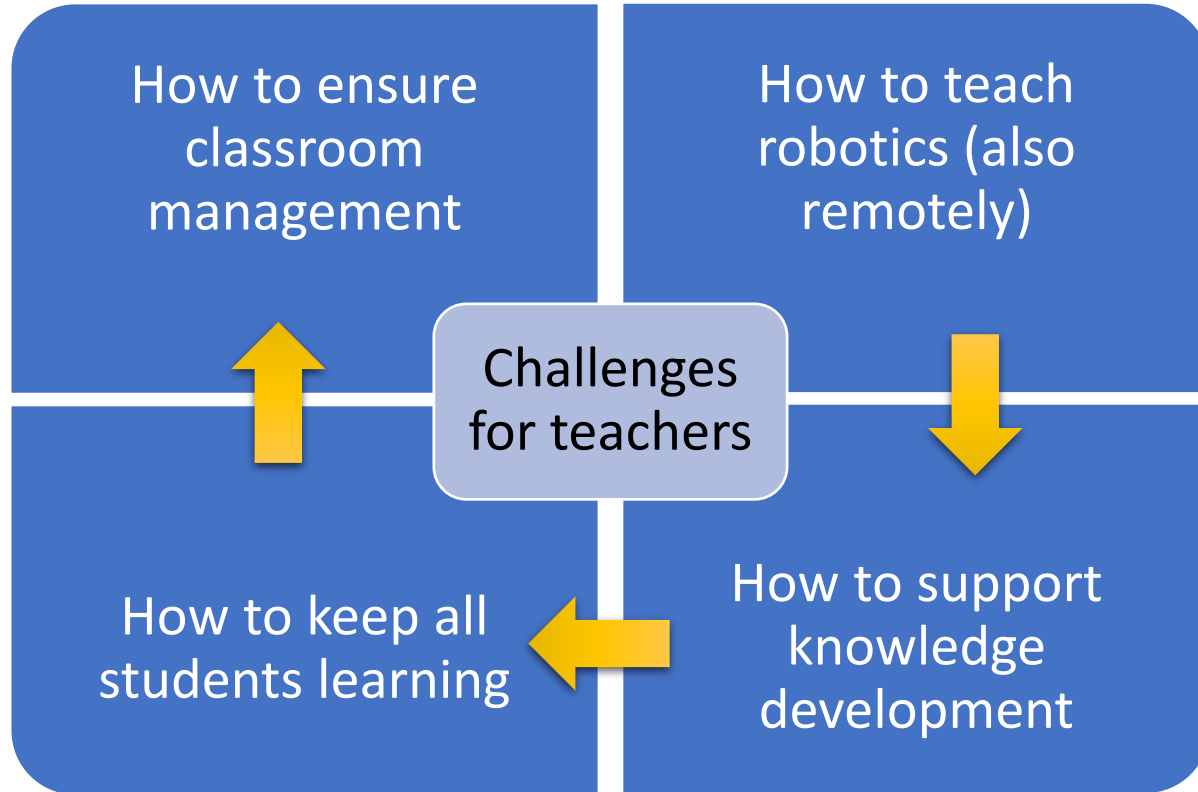 How to ensure
classroom
management
How to teach
robotics (also
remotely)
Challenges
for teachers
How to keep all
students learning
How to support
knowledge
development